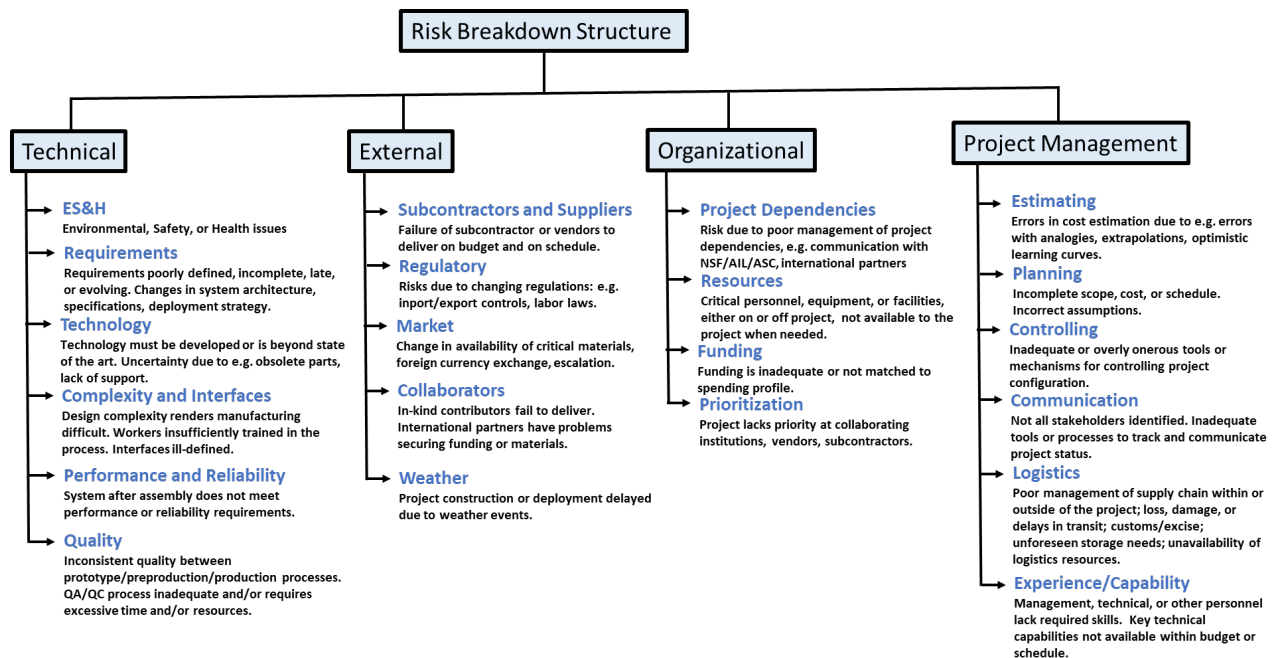 Risk Breakdown Structure
Technical
ES&H
Environmental, Safety, or Health issues
Requirements
Requirements poorly defined, incomplete, late,
or evolving. Changes in system architecture,
specifications, deployment strategy.
Technology
Technology must be developed or is beyond state
of the art. Uncertainty due to e.g. obsolete parts,
lack of support.
Complexity and Interfaces
Design complexity renders manufacturing
difficult. Workers insufficiently trained in the
process. Interfaces ill-defined.
Performance and Reliability
System after assembly does not meet
performance or reliability requirements.
Quality
Inconsistent quality between
prototype/preproduction/production processes.
QA/QC process inadequate and/or requires
excessive time and/or resources.
External
Subcontractors and Suppliers
Failure of subcontractor or vendors to
deliver on budget and on schedule.
Regulatory
Risks due to changing regulations: e.g.
inport/export controls, labor laws.
Market
Change in availability of critical materials,
foreign currency exchange, escalation.
Collaborators
In-kind contributors fail to deliver.
International partners have problems
securing funding or materials.
Weather
Project construction or deployment delayed
due to weather events.
Organizational
Project Dependencies
Risk due to poor management of project
dependencies, e.g. communication with
NSF/AIL/ASC, international partners
Resources
Critical personnel, equipment, or facilities,
either on or off project, not available to the
project when needed.
Funding
Funding is inadequate or not matched to
spending profile.
Prioritization
Project lacks priority at collaborating
institutions, vendors, subcontractors.
Project Management
Estimating
Errors in cost estimation due to e.g. errors
with analogies, extrapolations, optimistic
learning curves.
Planning
Incomplete scope, cost, or schedule.
Incorrect assumptions.
Controlling
Inadequate or overly onerous tools or
mechanisms for controlling project
configuration.
Communication
Not all stakeholders identified. Inadequate
tools or processes to track and communicate
project status.
Logistics
Poor management of supply chain within or
outside of the project; loss, damage, or
delays in transit; customs/excise;
unforeseen storage needs; unavailability of
logistics resources.
Experience/Capability
Management, technical, or other personnel
lack required skills. Key technical
capabilities not available within budget or
schedule.